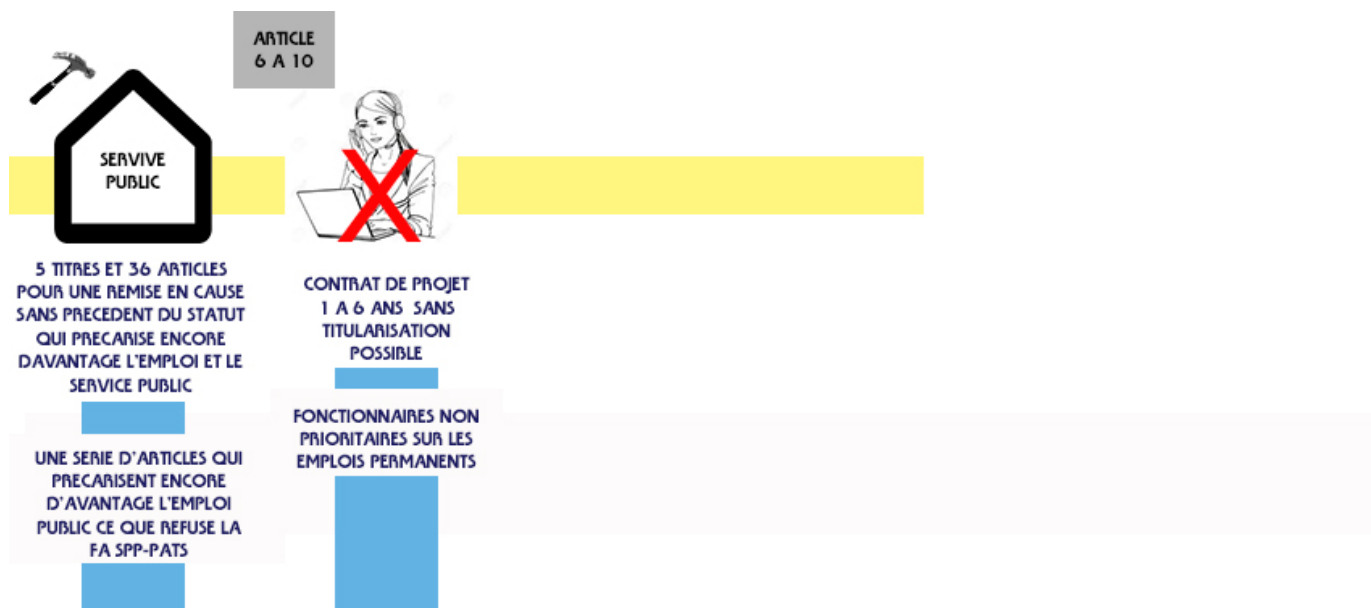 ARTICLE
6 A 10
SERVIVE
PUBLIC
5 TITRES ET 36 ARTICLES
POUR UNE REMISE EN CAUSE
SANS PRECEDENT DU STATUT
QUI PRECARISE ENCORE
DAVANTAGE L'EMPLOI ET LE
SERVICE PUBLIC
UNE SERIE D'ARTICLES QUI
PRECARISENT ENCORE
D'AVANTAGE L'EMPLOI
PUBLIC CE QUE REFUSE LA
FA SPP-PATS
CONTRAT DE PROJET
1 A 6 ANS SANS
TITULARISATION
POSSIBLE
FONCTIONNAIRES NON
PRIORITAIRES SUR LES
EMPLOIS PERMANENTS